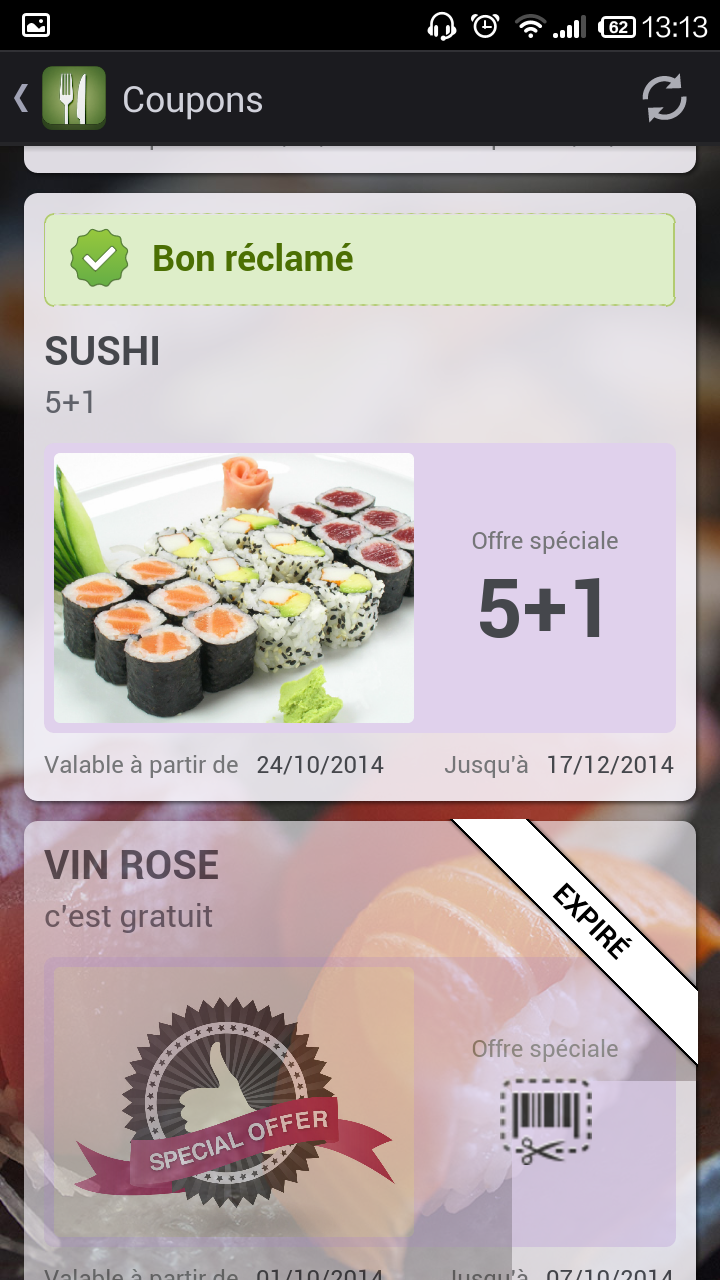 62 13:13
Coupons
Bon réclamé
SUSHI
5+1
Offre spéciale
5+1
Valable à partir de 24/10/2014 Jusqu'à 17/12/2014
VIN ROSE
c'est gratuit
EXPIRÉ
Offre spéciale
SPECIAL OFFER
Valable à partir de 01/10/2014 Jusqu'à 07/10/2014